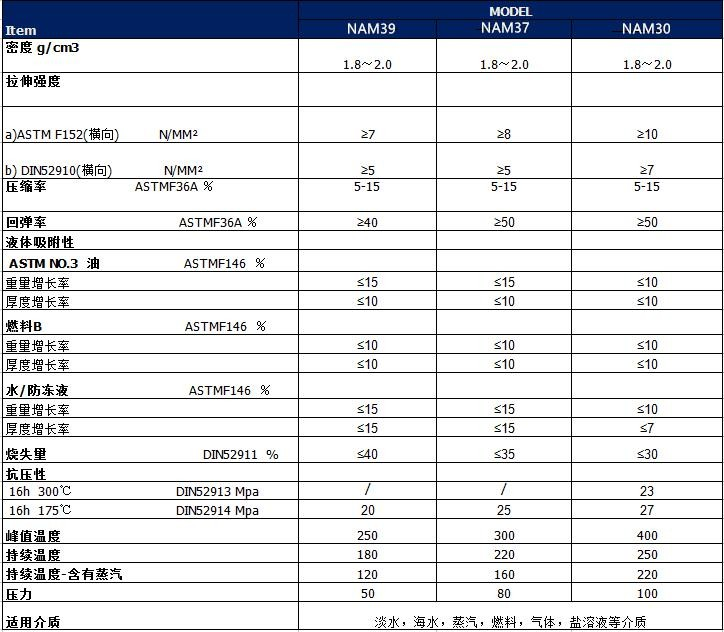 MODEL
Item NAM39 NAM37 NAM30
密度 g/cm3
1.8～2.0 1.8～2.0 1.8～2.0
拉伸强度
a)ASTM F152(横向) N/MM² ≥7 ≥8 ≥10
b) DIN52910(横向) N/MM² ≥5 ≥5 ≥7
压缩率 ASTMF36A % 5-15 5-15 5-15
回弹率 ASTMF36A % ≥40 ≥50 ≥50
液体吸附性
ASTM NO.3 油 ASTMF146 %
重量增长率 ≤15 ≤15 ≤10
厚度增长率 ≤10 ≤10 ≤10
燃料B ASTMF146 %
重量增长率 ≤10 ≤10 ≤10
厚度增长率 ≤10 ≤10 ≤10
水/防冻液 ASTMF146 %
重量增长率 ≤15 ≤15 ≤10
厚度增长率 ≤15 ≤15 ≤7
烧失量 DIN52911 % ≤40 ≤35 ≤30
抗压性
16h 300℃ DIN52913 Mpa / / 23
16h 175℃ DIN52914 Mpa 20 25 27
峰值温度 250 300 400
持续温度 180 220 250
持续温度-含有蒸汽 120 160 220
压力 50 80 100
适用介质 淡水，海水，蒸汽，燃料，气体，盐溶液等介质